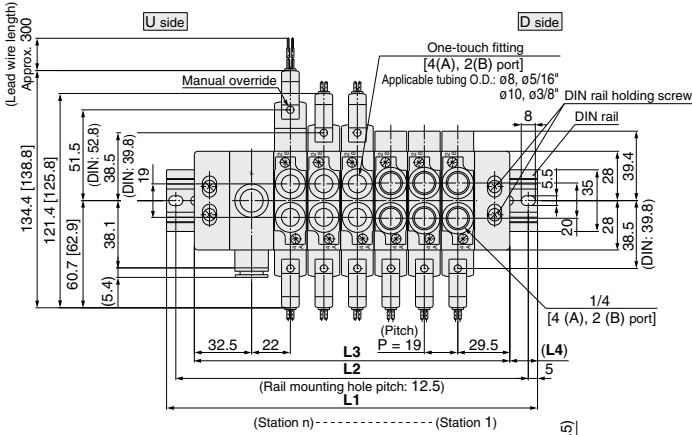 U side
D side
(Lead wire length)
Approx. 300
One-touch fitting
[4(A), 2(B) port]
Applicable tubing O.D.: ø8, ø5/16"
ø10, ø3/8"
Manual override
DIN rail holding screw
DIN rail
8
134.4 [138.8]
121.4 [125.8]
51.5
(DIN: 52.8)
38.5
(DIN: 39.8)
19
60.7 [62.9]
38.1
(5.4)
5.5
20
35
28
28
39.4
38.5
(DIN: 39.8)
1/4
[4 (A), 2 (B) port]
32.5
22
(Pitch)
P = 19
29.5
L3
(L4)
L2
5
(Rail mounting hole pitch: 12.5)
L1
(Station n)----------------(Station 1)
.5)